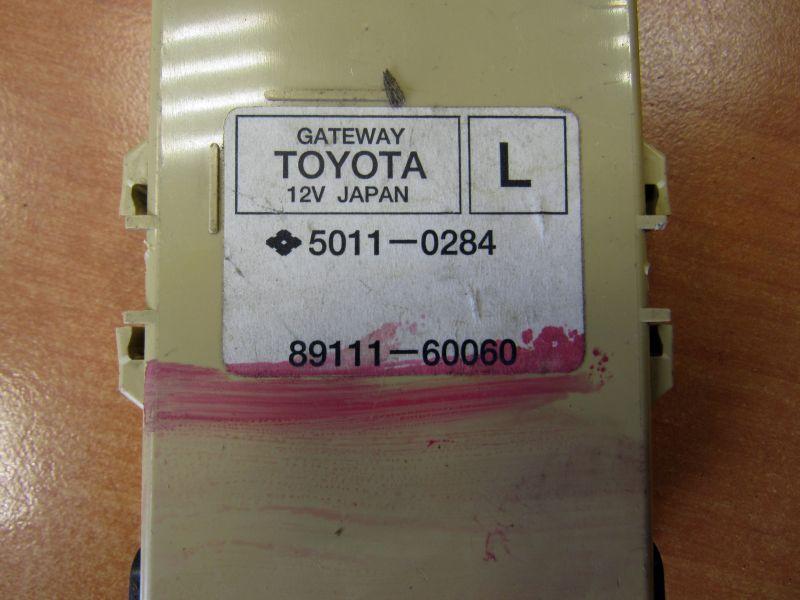 GATEWAY
TOYOTA
12V JAPAN
L
5011-0284
89111-60060